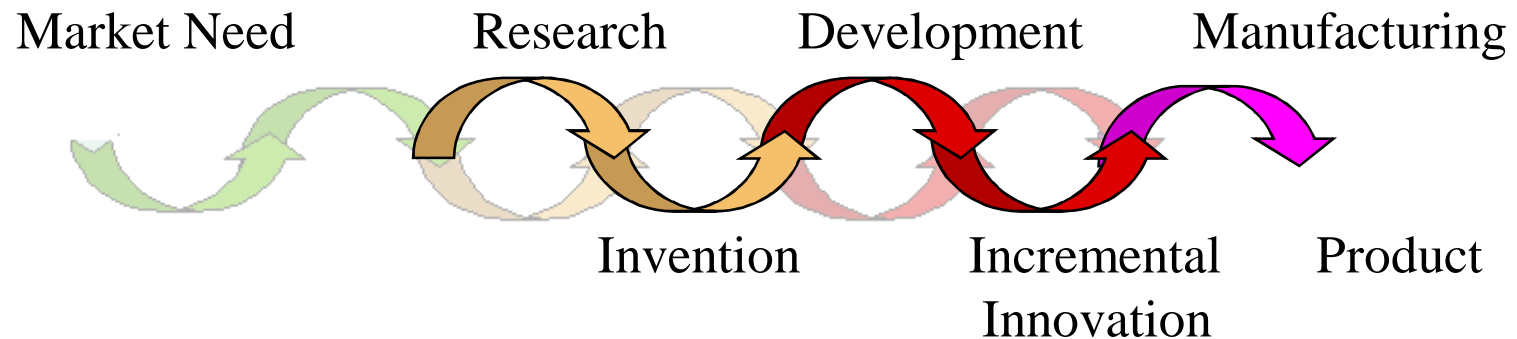 Market Need Research Development Manufacturing
Invention Incremental Product
Innovation